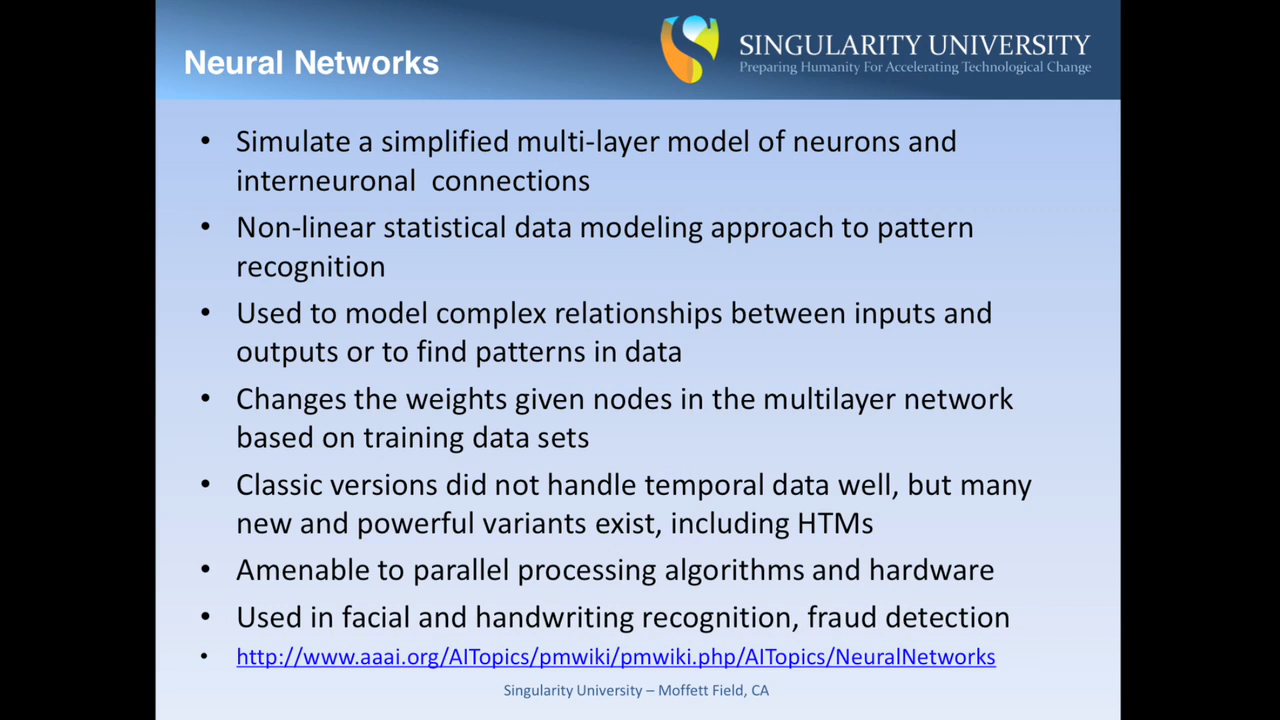 Neural Networks
SINGULARITY UNIVERSITY
Preparing Humanity For Accelerating Technological Change
• Simulate a simplified multi-layer model of neurons and
interneuronal connections
• Non-linear statistical data modeling approach to pattern
recognition
• Used to model complex relationships between inputs and
outputs or to find patterns in data
• Changes the weights given nodes in the multilayer network
based on training data sets
• Classic versions did not handle temporal data well, but many
new and powerful variants exist, including HTMs
• Amenable to parallel processing algorithms and hardware
• Used in facial and handwriting recognition, fraud detection
• http://www.aaai.org/AITopics/pmwiki/pmwiki.php/AITopics/NeuralNetworks
Singularity University – Moffett Field, CA